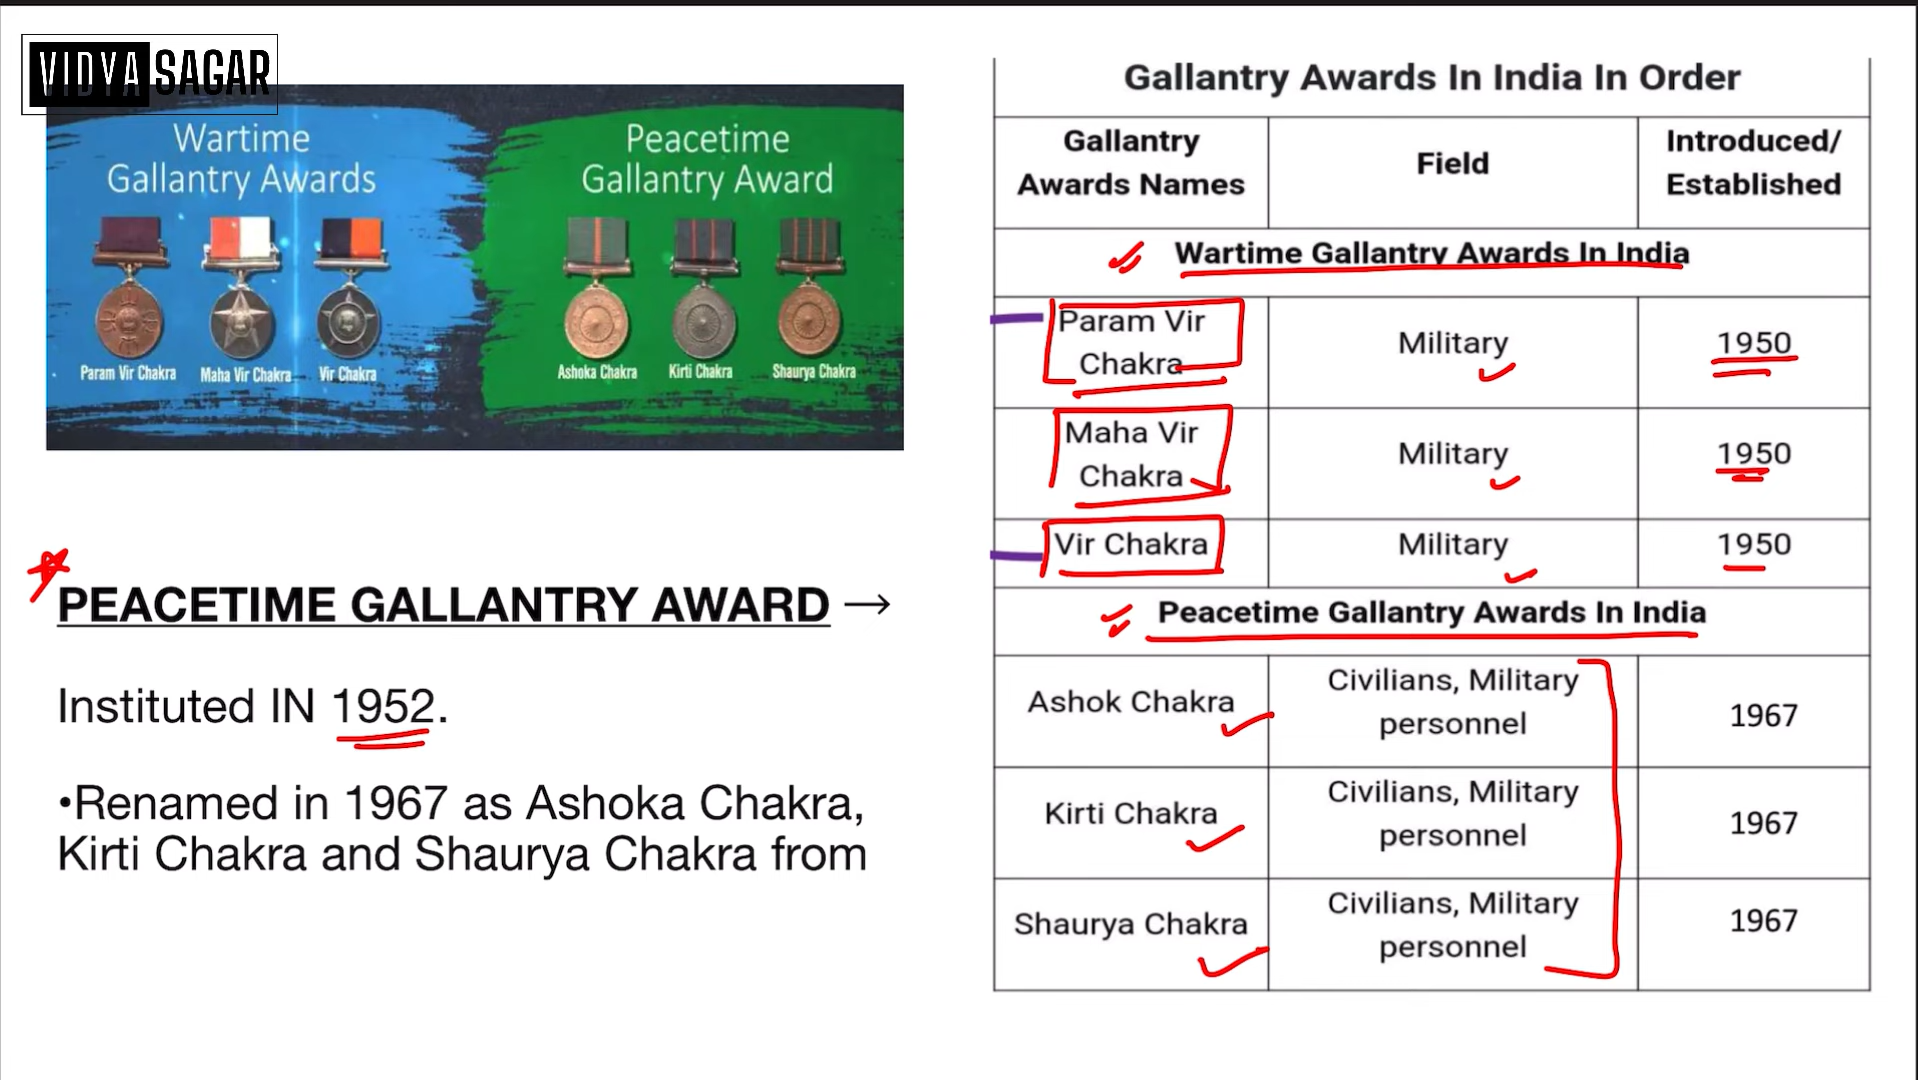 VIDYA SAGAR
Wartime
Gallantry Awards
Param Vir Chakra
Maha Vir Chakra
Vir Chakra
Peacetime
Gallantry Award
Ashoka Chakra
Kirti Chakra
Shaurya Chakra
PEACETIME GALLANTRY AWARD →
Instituted IN 1952.
•Renamed in 1967 as Ashoka Chakra,
Kirti Chakra and Shaurya Chakra from
Gallantry Awards In India In Order
Gallantry
Awards Names
Field
Introduced/
Established
Wartime Gallantry Awards In India
Param Vir
Chakra
Military
1950
Maha Vir
Chakra
Military
1950
Vir Chakra
Military
1950
Peacetime Gallantry Awards In India
Ashok Chakra
Civilians, Military
personnel
1967
Kirti Chakra
Civilians, Military
personnel
1967
Shaurya Chakra
Civilians, Military
personnel
1967